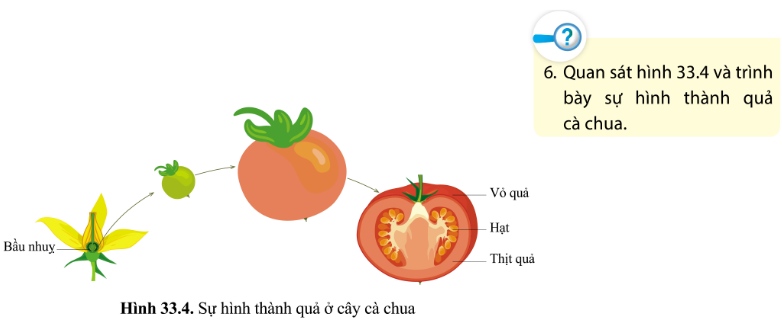 6. Quan sát hình 33.4 và trình
bày sự hình thành quả
cà chua.
Bầu nhuỵ
Vỏ quả
Hạt
Thịt quả
Hình 33.4. Sự hình thành quả ở cây cà chua